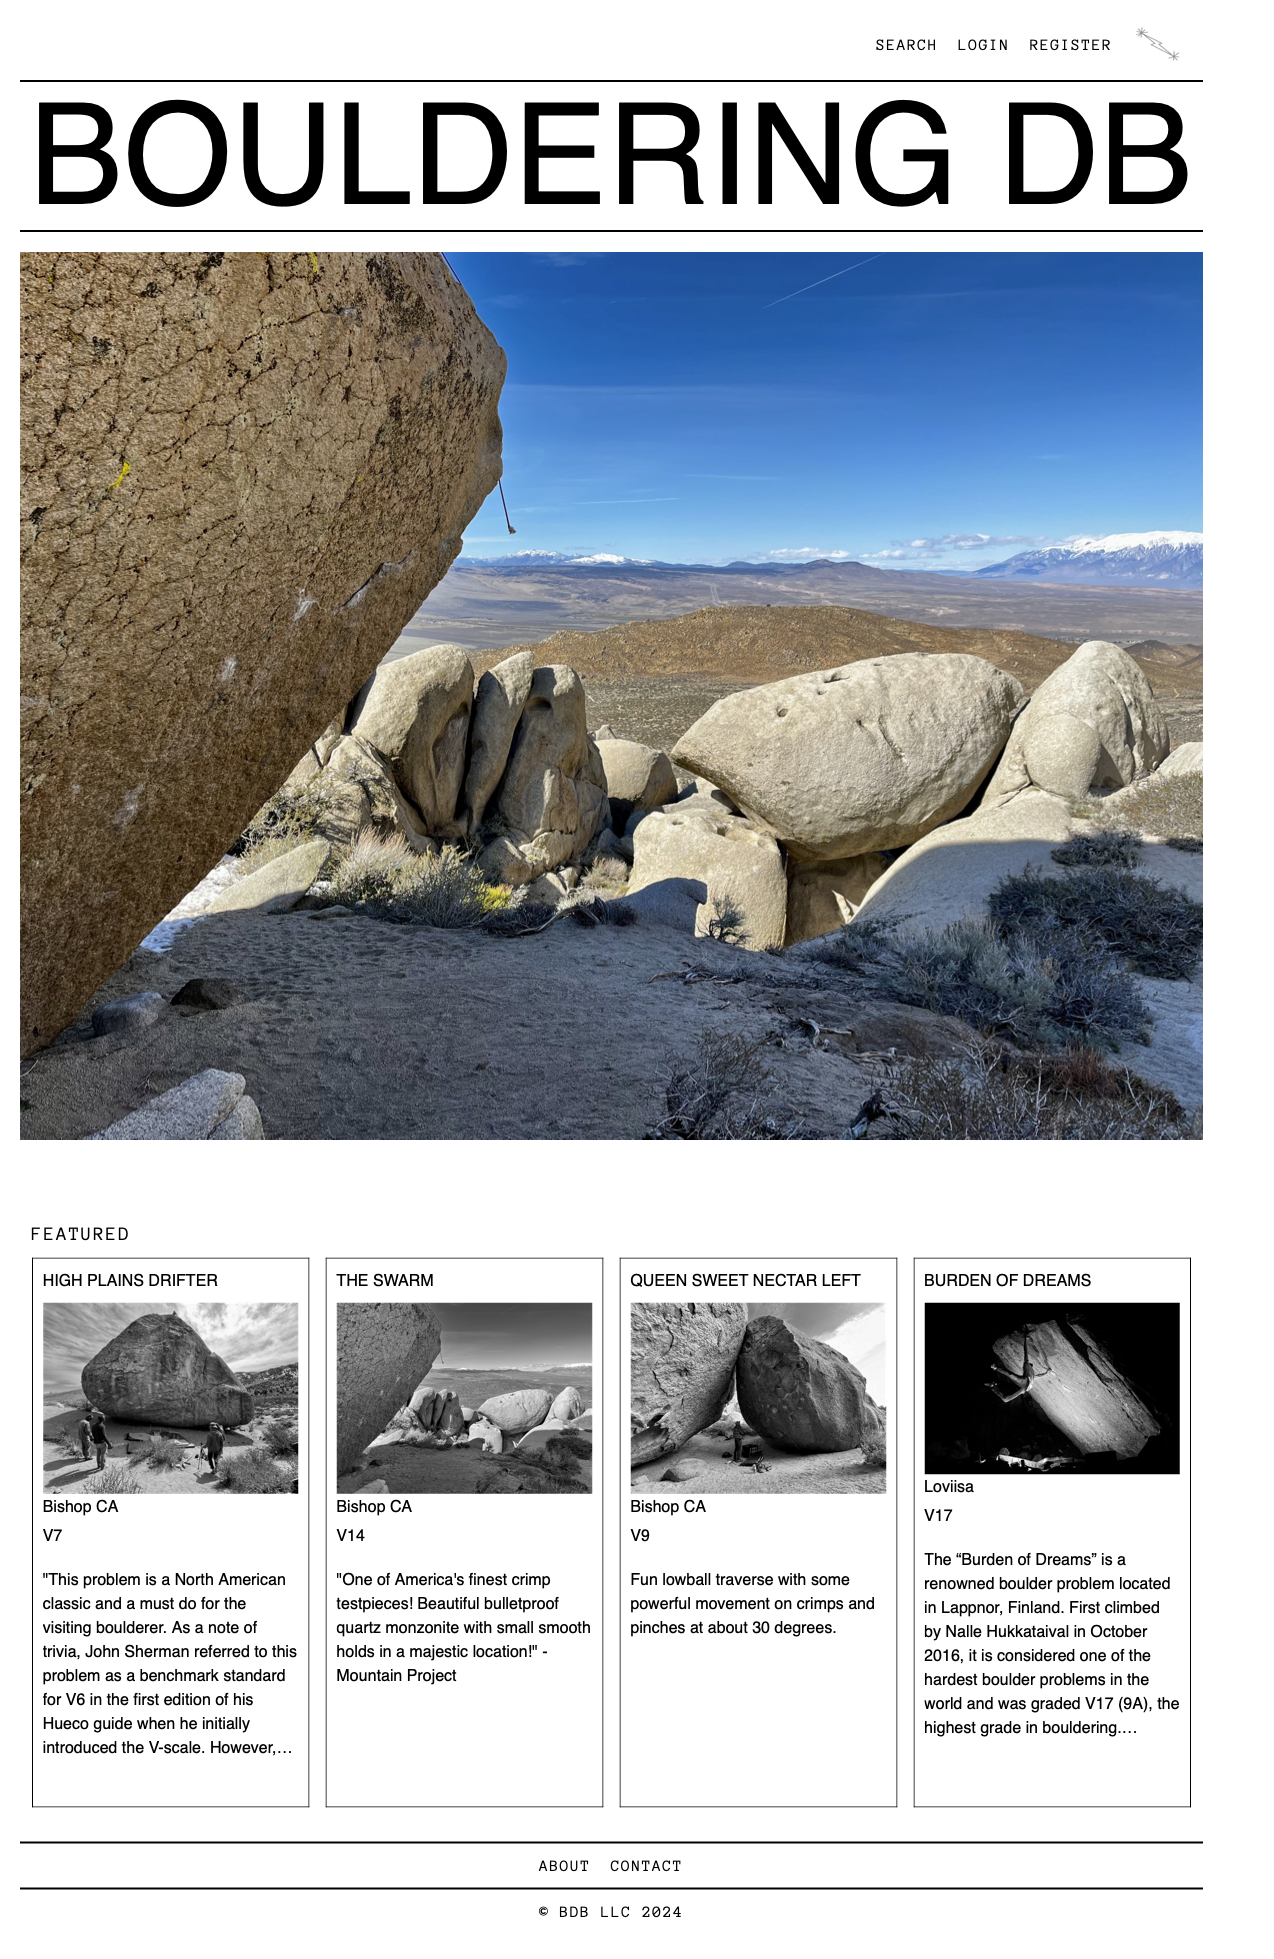 SEARCH LOGIN REGISTER
BOULDERING DB
FEATURED
HIGH PLAINS DRIFTER
Bishop CA
V7
"This problem is a North American
classic and a must do for the
visiting boulderer. As a note of
trivia, John Sherman referred to this
problem as a benchmark standard
for V6 in the first edition of his
Hueco guide when he initially
introduced the V-scale. However,…
THE SWARM
Bishop CA
V14
"One of America's finest crimp
testpieces! Beautiful bulletproof
quartz monzonite with small smooth
holds in a majestic location!" -
Mountain Project
QUEEN SWEET NECTAR LEFT
Bishop CA
V9
Fun lowball traverse with some
powerful movement on crimps and
pinches at about 30 degrees.
BURDEN OF DREAMS
Loviisa
V17
The “Burden of Dreams” is a
renowned boulder problem located
in Lappnor, Finland. First climbed
by Nalle Hukkataival in October
2016, it is considered one of the
hardest boulder problems in the
world and was graded V17 (9A), the
highest grade in bouldering.…
ABOUT CONTACT
© BDB LLC 2024